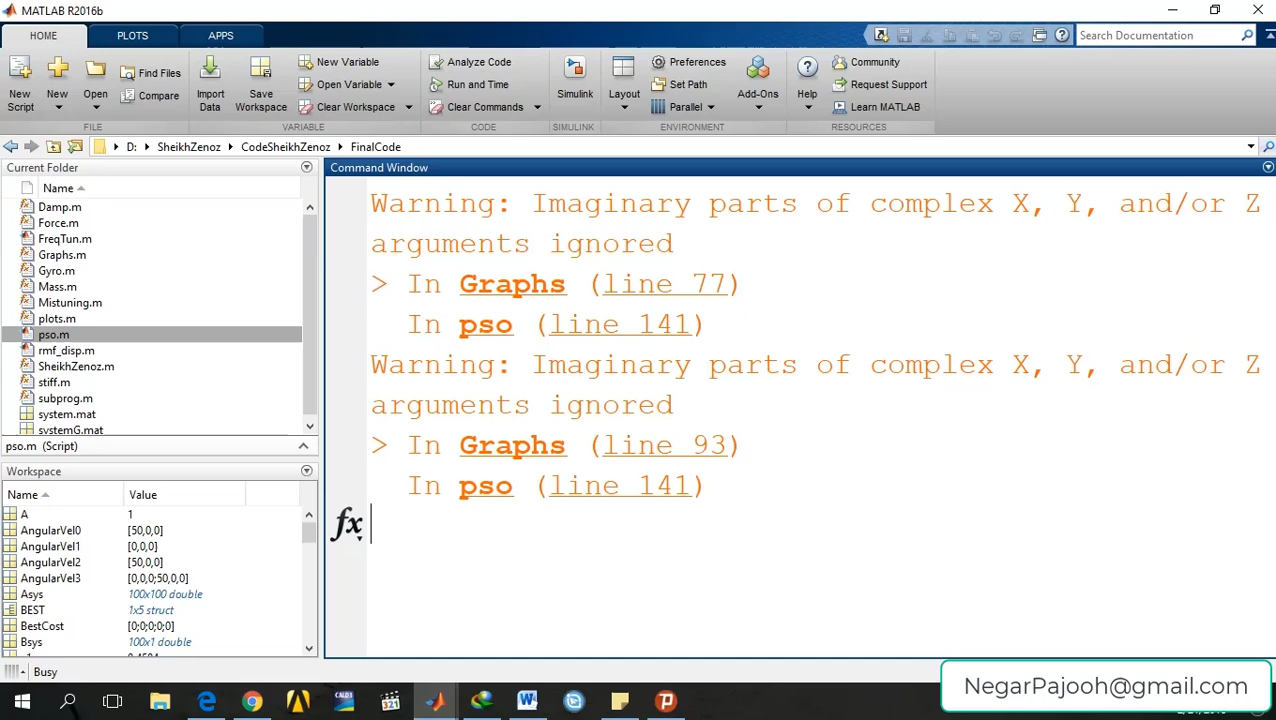 MATLAB R2016b
HOME
PLOTS
APPS
Search Documentation
New Script
New
Open
Find Files
Compare
FILE
Import Data
Save Workspace
New Variable
Open Variable
Clear Workspace
VARIABLE
Analyze Code
Run and Time
Clear Commands
CODE
Simulink
SIMULINK
Layout
Preferences
Set Path
Parallel
ENVIRONMENT
Add-Ons
Help
Community
Request Support
Learn MATLAB
RESOURCES
D: SheikhZenoz CodeSheikhZenoz FinalCode
Current Folder
Name
Damp.m
Force.m
FreqTun.m
Graphs.m
Gyro.m
Mass.m
Mistuning.m
plots.m
pso.m
rmf_disp.m
SheikhZenoz.m
stiff.m
subprog.m
system.mat
systemG.mat
pso.m (Script)
Workspace
Name Value
A 1
AngularVel0 [50,0,0]
AngularVel1 [0,0,0]
AngularVel2 [50,0,0]
AngularVel3 [0,0,0;50,0,0]
Asys 100x100 double
BEST 1x5 struct
BestCost [0;0;0;0;0]
Bsys 100x1 double
Command Window
Warning: Imaginary parts of complex X, Y, and/or Z
arguments ignored
> In Graphs (line 77)
In pso (line 141)
Warning: Imaginary parts of complex X, Y, and/or Z
arguments ignored
> In Graphs (line 93)
In pso (line 141)
fx
Busy
NegarPajooh@gmail.com